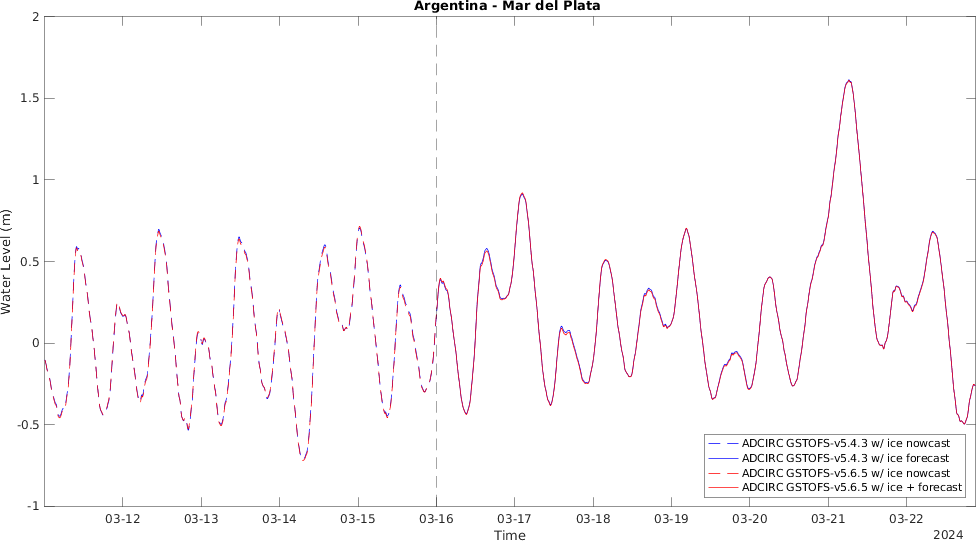 Argentina - Mar del Plata
2
1.5
1
0.5
0
-0.5
-1
Water Level (m)
03-12 03-13 03-14 03-15 03-16 03-17 03-18 03-19 03-20 03-21 03-22
Time
2024
ADCIRC GSTOFS-v5.4.3 w/ ice nowcast
ADCIRC GSTOFS-v5.4.3 w/ ice forecast
ADCIRC GSTOFS-v5.6.5 w/ ice nowcast
ADCIRC GSTOFS-v5.6.5 w/ ice + forecast